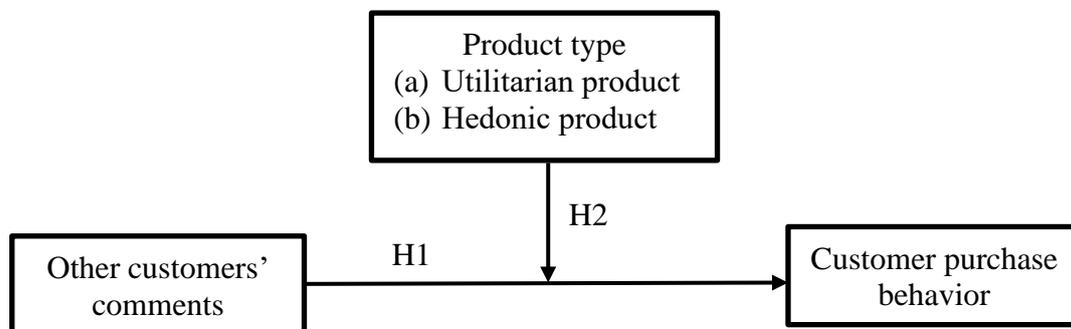 Product type
(a) Utilitarian product
(b) Hedonic product
H2
H1
Other customers’
comments
Customer purchase
behavior